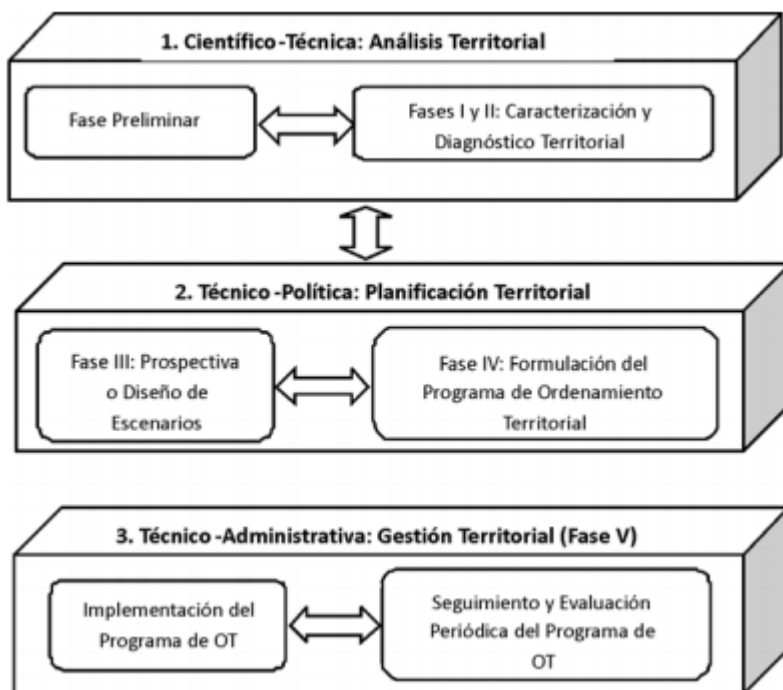 1. Científico-Técnica: Análisis Territorial
Fase Preliminar
Fases I y II: Caracterización y
Diagnóstico Territorial
2. Técnico-Política: Planificación Territorial
Fase III: Prospectiva
o Diseño de
Escenarios
Fase IV: Formulación del
Programa de Ordenamiento
Territorial
3. Técnico-Administrativa: Gestión Territorial (Fase V)
Implementación del
Programa de OT
Seguimiento y Evaluación
Periódica del Programa de
OT